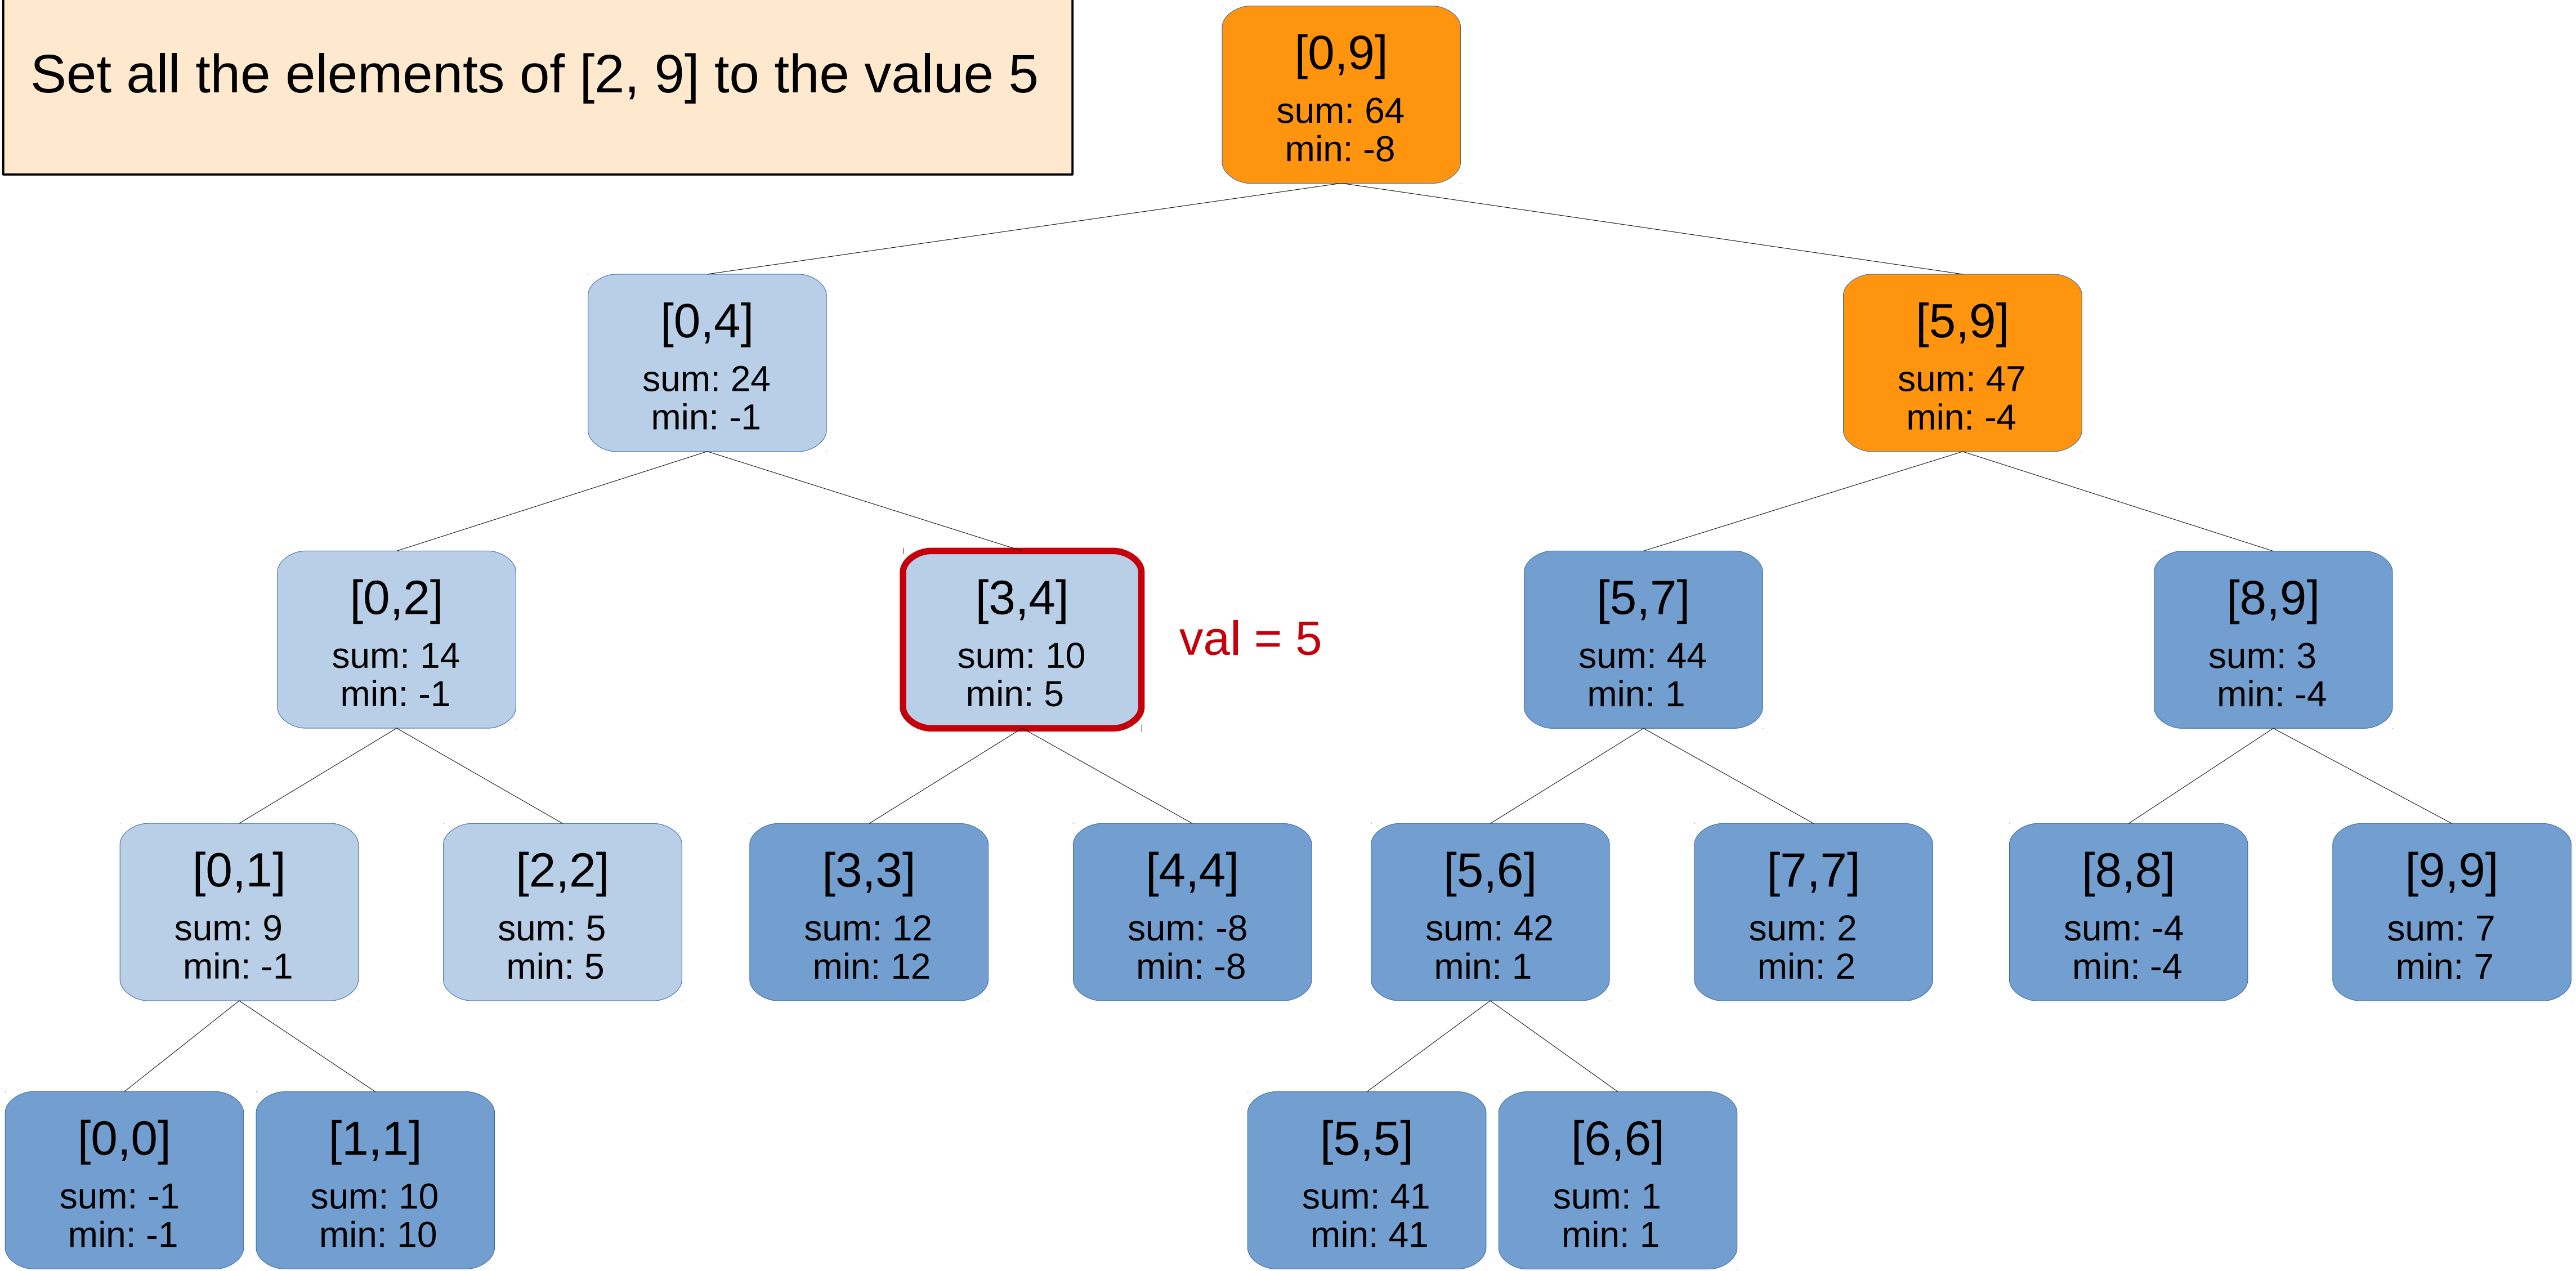 Set all the elements of [2, 9] to the value 5
[0,9]
sum: 64
min: -8
[0,4]
sum: 24
min: -1
[5,9]
sum: 47
min: -4
[0,2]
sum: 14
min: -1
[3,4]
sum: 10
min: 5
val = 5
[5,7]
sum: 44
min: 1
[8,9]
sum: 3
min: -4
[0,1]
sum: 9
min: -1
[2,2]
sum: 5
min: 5
[3,3]
sum: 12
min: 12
[4,4]
sum: -8
min: -8
[5,6]
sum: 42
min: 1
[7,7]
sum: 2
min: 2
[8,8]
sum: -4
min: -4
[9,9]
sum: 7
min: 7
[0,0]
sum: -1
min: -1
[1,1]
sum: 10
min: 10
[5,5]
sum: 41
min: 41
[6,6]
sum: 1
min: 1